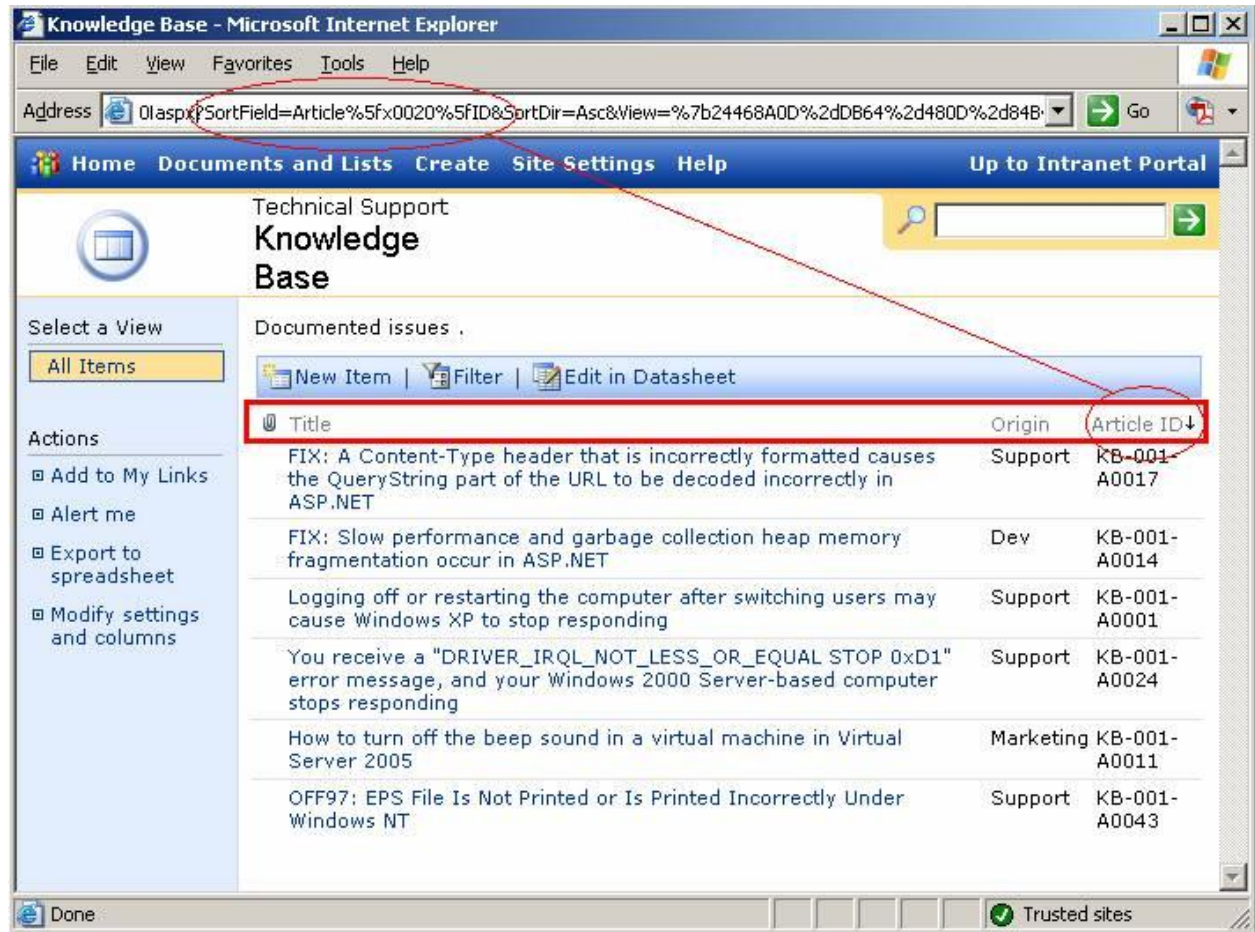 Knowledge Base - Microsoft Internet Explorer
File Edit View Favorites Tools Help
Address 0l.aspx?SortField=Article%5fx0020%5fID&SortDir=Asc&View=%7b24468A0D%2dDB64%2d480D%2d84B Go
Home Documents and Lists Create Site Settings Help Up to Intranet Portal
Technical Support
Knowledge
Base
Select a View
All Items
Actions
Add to My Links
Alert me
Export to
spreadsheet
Modify settings
and columns
Documented issues .
New Item | Filter | Edit in Datasheet
Title Origin Article ID↓
FIX: A Content-Type header that is incorrectly formatted causes Support KB-001-
the QueryString part of the URL to be decoded incorrectly in A0017
ASP.NET
FIX: Slow performance and garbage collection heap memory Dev KB-001-
fragmentation occur in ASP.NET A0014
Logging off or restarting the computer after switching users may Support KB-001-
cause Windows XP to stop responding A0001
You receive a "DRIVER_IRQL_NOT_LESS_OR_EQUAL STOP 0xD1" Support KB-001-
error message, and your Windows 2000 Server-based computer A0024
stops responding
How to turn off the beep sound in a virtual machine in Virtual Marketing KB-001-
Server 2005 A0011
OFF97: EPS File Is Not Printed or Is Printed Incorrectly Under Support KB-001-
Windows NT A0043
Done Trusted sites